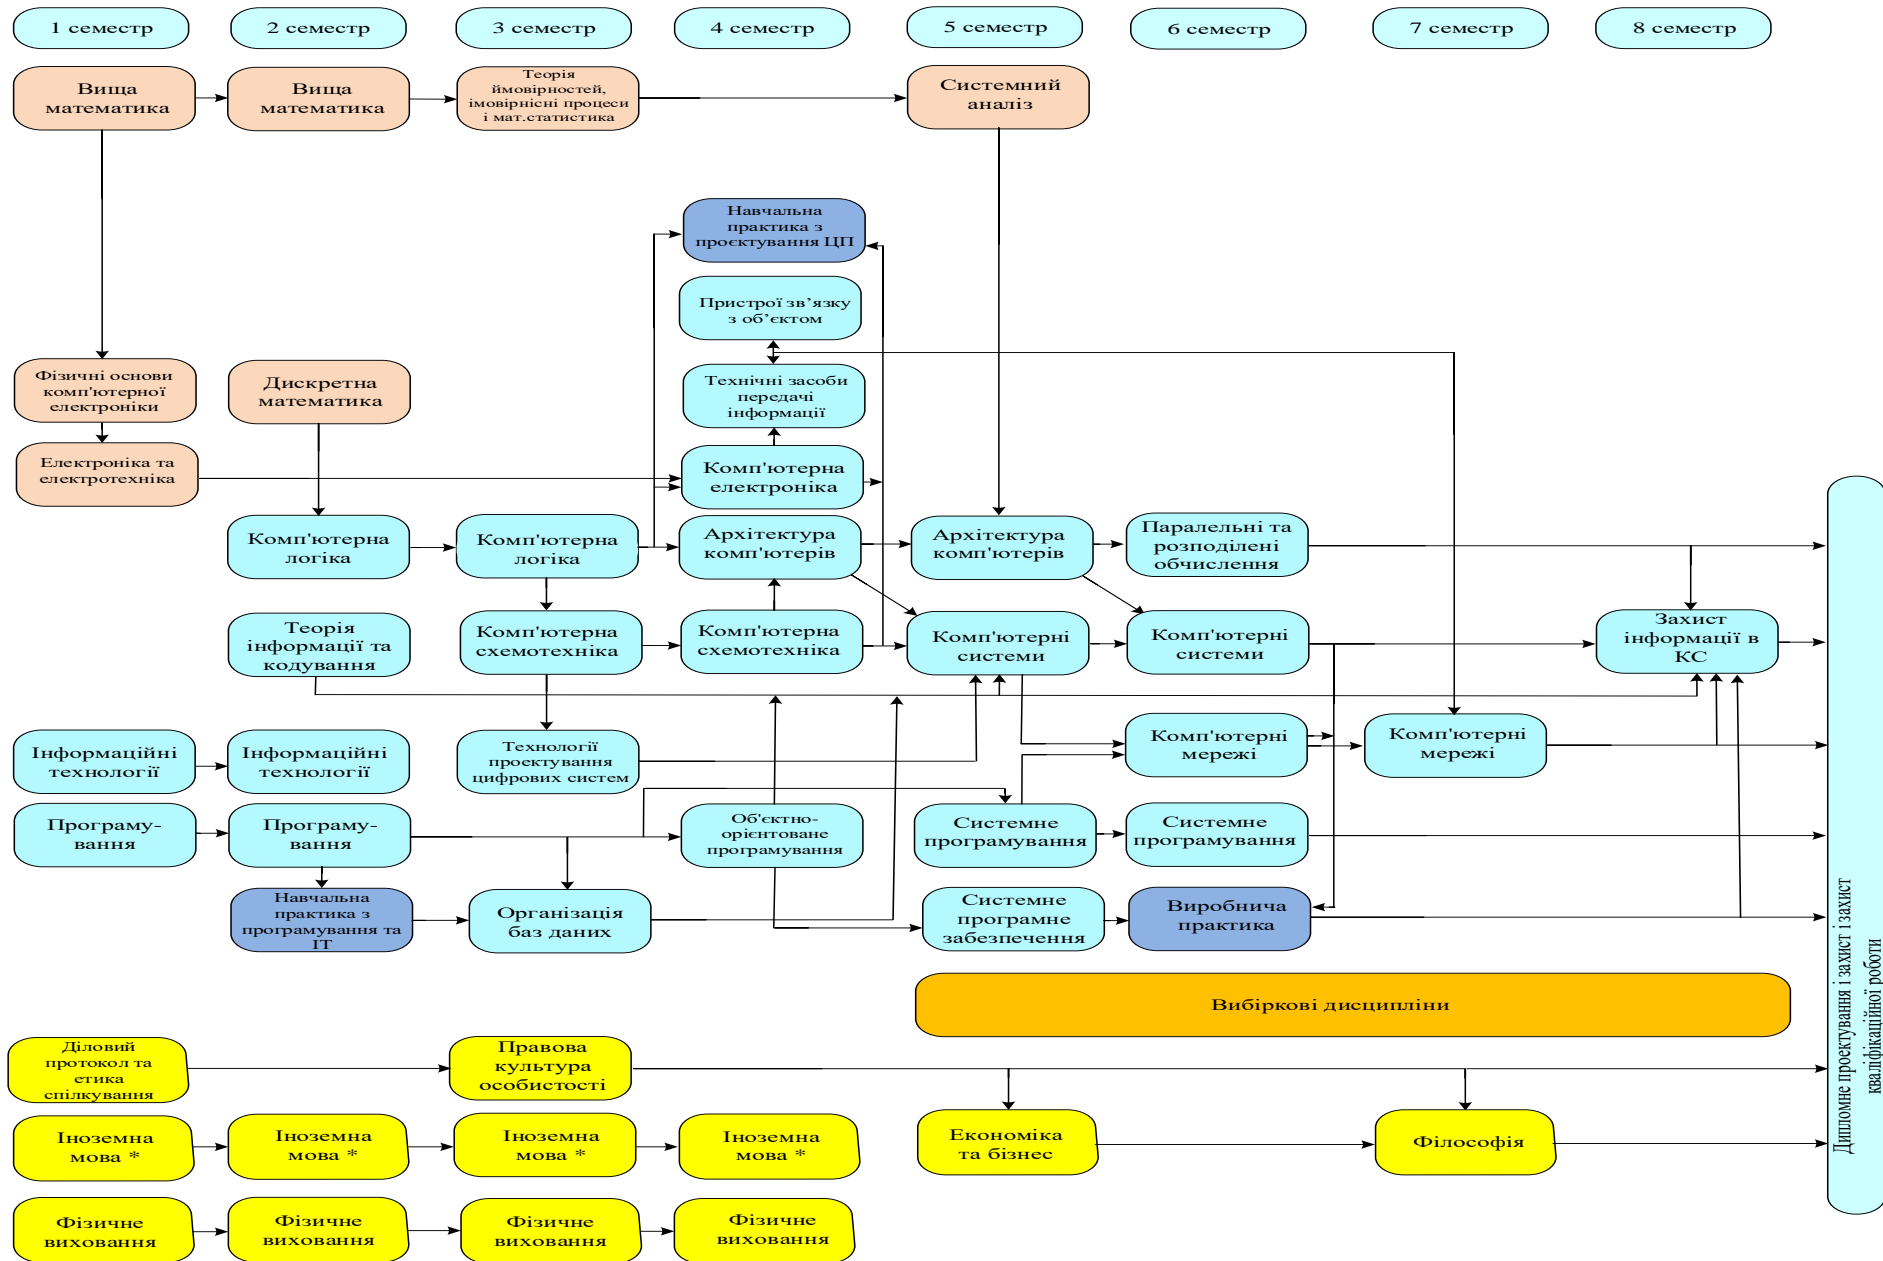 1 семестр
2 семестр
3 семестр
4 семестр
5 семестр
6 семестр
7 семестр
8 семестр
Вища
математика
Вища
математика
Теорія
ймовірностей,
імовірнісні процеси
і мат.статистика
Системний
аналіз
Навчальна
практика з
проєктування ЦП
Пристрої зв’язку
з об’єктом
Фізичні основи
комп'ютерної
електроніки
Дискретна
математика
Технічні засоби
передачі
інформації
Електроніка та
електротехніка
Комп'ютерна
електроніка
Комп'ютерна
логіка
Комп'ютерна
логіка
Архітектура
комп'ютерів
Архітектура
комп'ютерів
Паралельні та
розподілені
обчислення
Теорія
інформації та
кодування
Комп'ютерна
схемотехніка
Комп'ютерна
схемотехніка
Комп'ютерні
системи
Комп'ютерні
системи
Захист
інформації в
КС
Інформаційні
технології
Інформаційні
технології
Технології
проектування
цифрових систем
Комп'ютерні
мережі
Комп'ютерні
мережі
Програму-
вання
Програму-
вання
Об'єктно-
орієнтоване
програмування
Системне
програмування
Системне
програмування
Навчальна
практика з
програмування та
ІТ
Організація
баз даних
Системне
програмне
забезпечення
Виробнича
практика
Вибіркові дисципліни
Діловий
протокол та
етика
спілкування
Правова
культура
особистості
Іноземна
мова *
Іноземна
мова *
Іноземна
мова *
Іноземна
мова *
Економіка
та бізнес
Філософія
Фізичне
виховання
Фізичне
виховання
Фізичне
виховання
Фізичне
виховання
Дипломне проектування і захист і захист
кваліфікаційної роботи